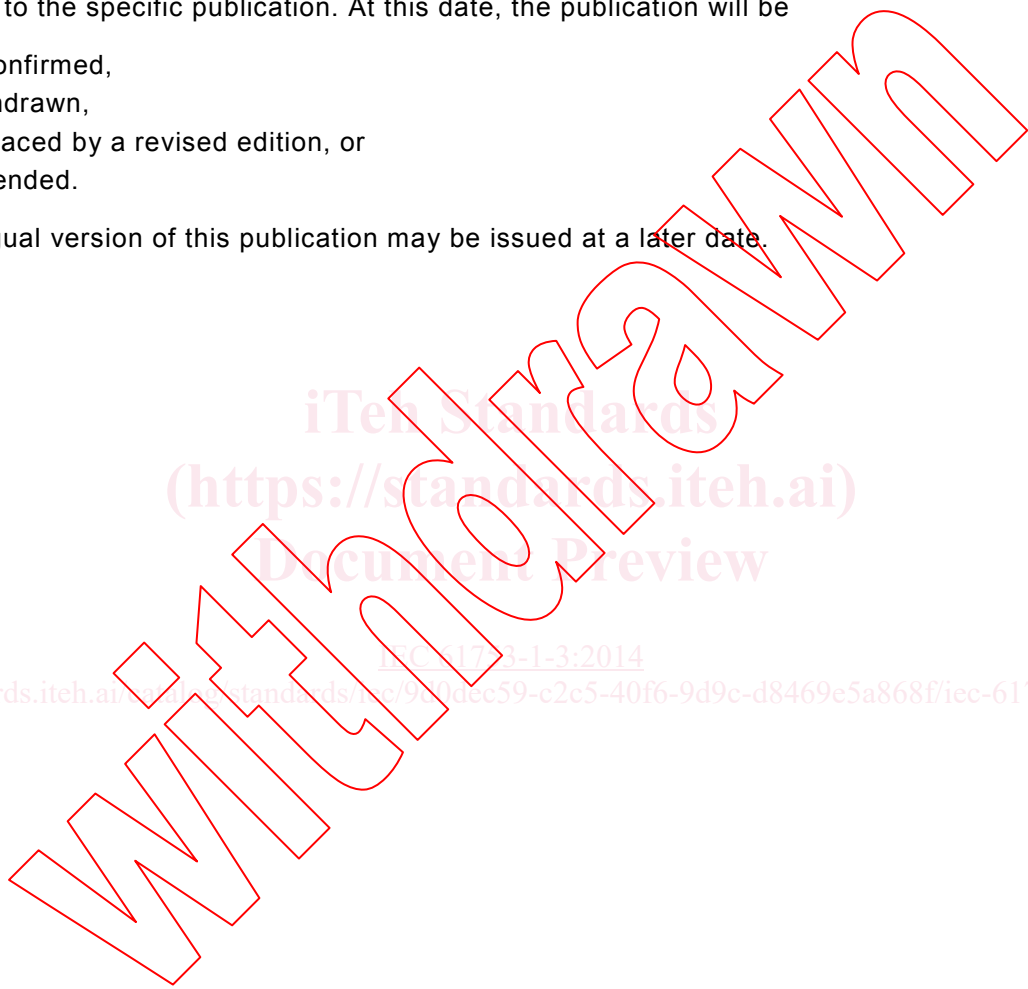 to the specific publication. At this date, the publication will be
onfirmed,
ndrawn,
aced by a revised edition, or
ended.
gual version of this publication may be issued at a later date.
iTeh Standards
(https://standards.iteh.ai)
Document Preview
IEC 61753-1-3:2014
rds.iteh.ai/catalog/standards/iec/9d0dec59-c2c5-40f6-9d9c-d8469e5a868f/iec-617
withdrawn